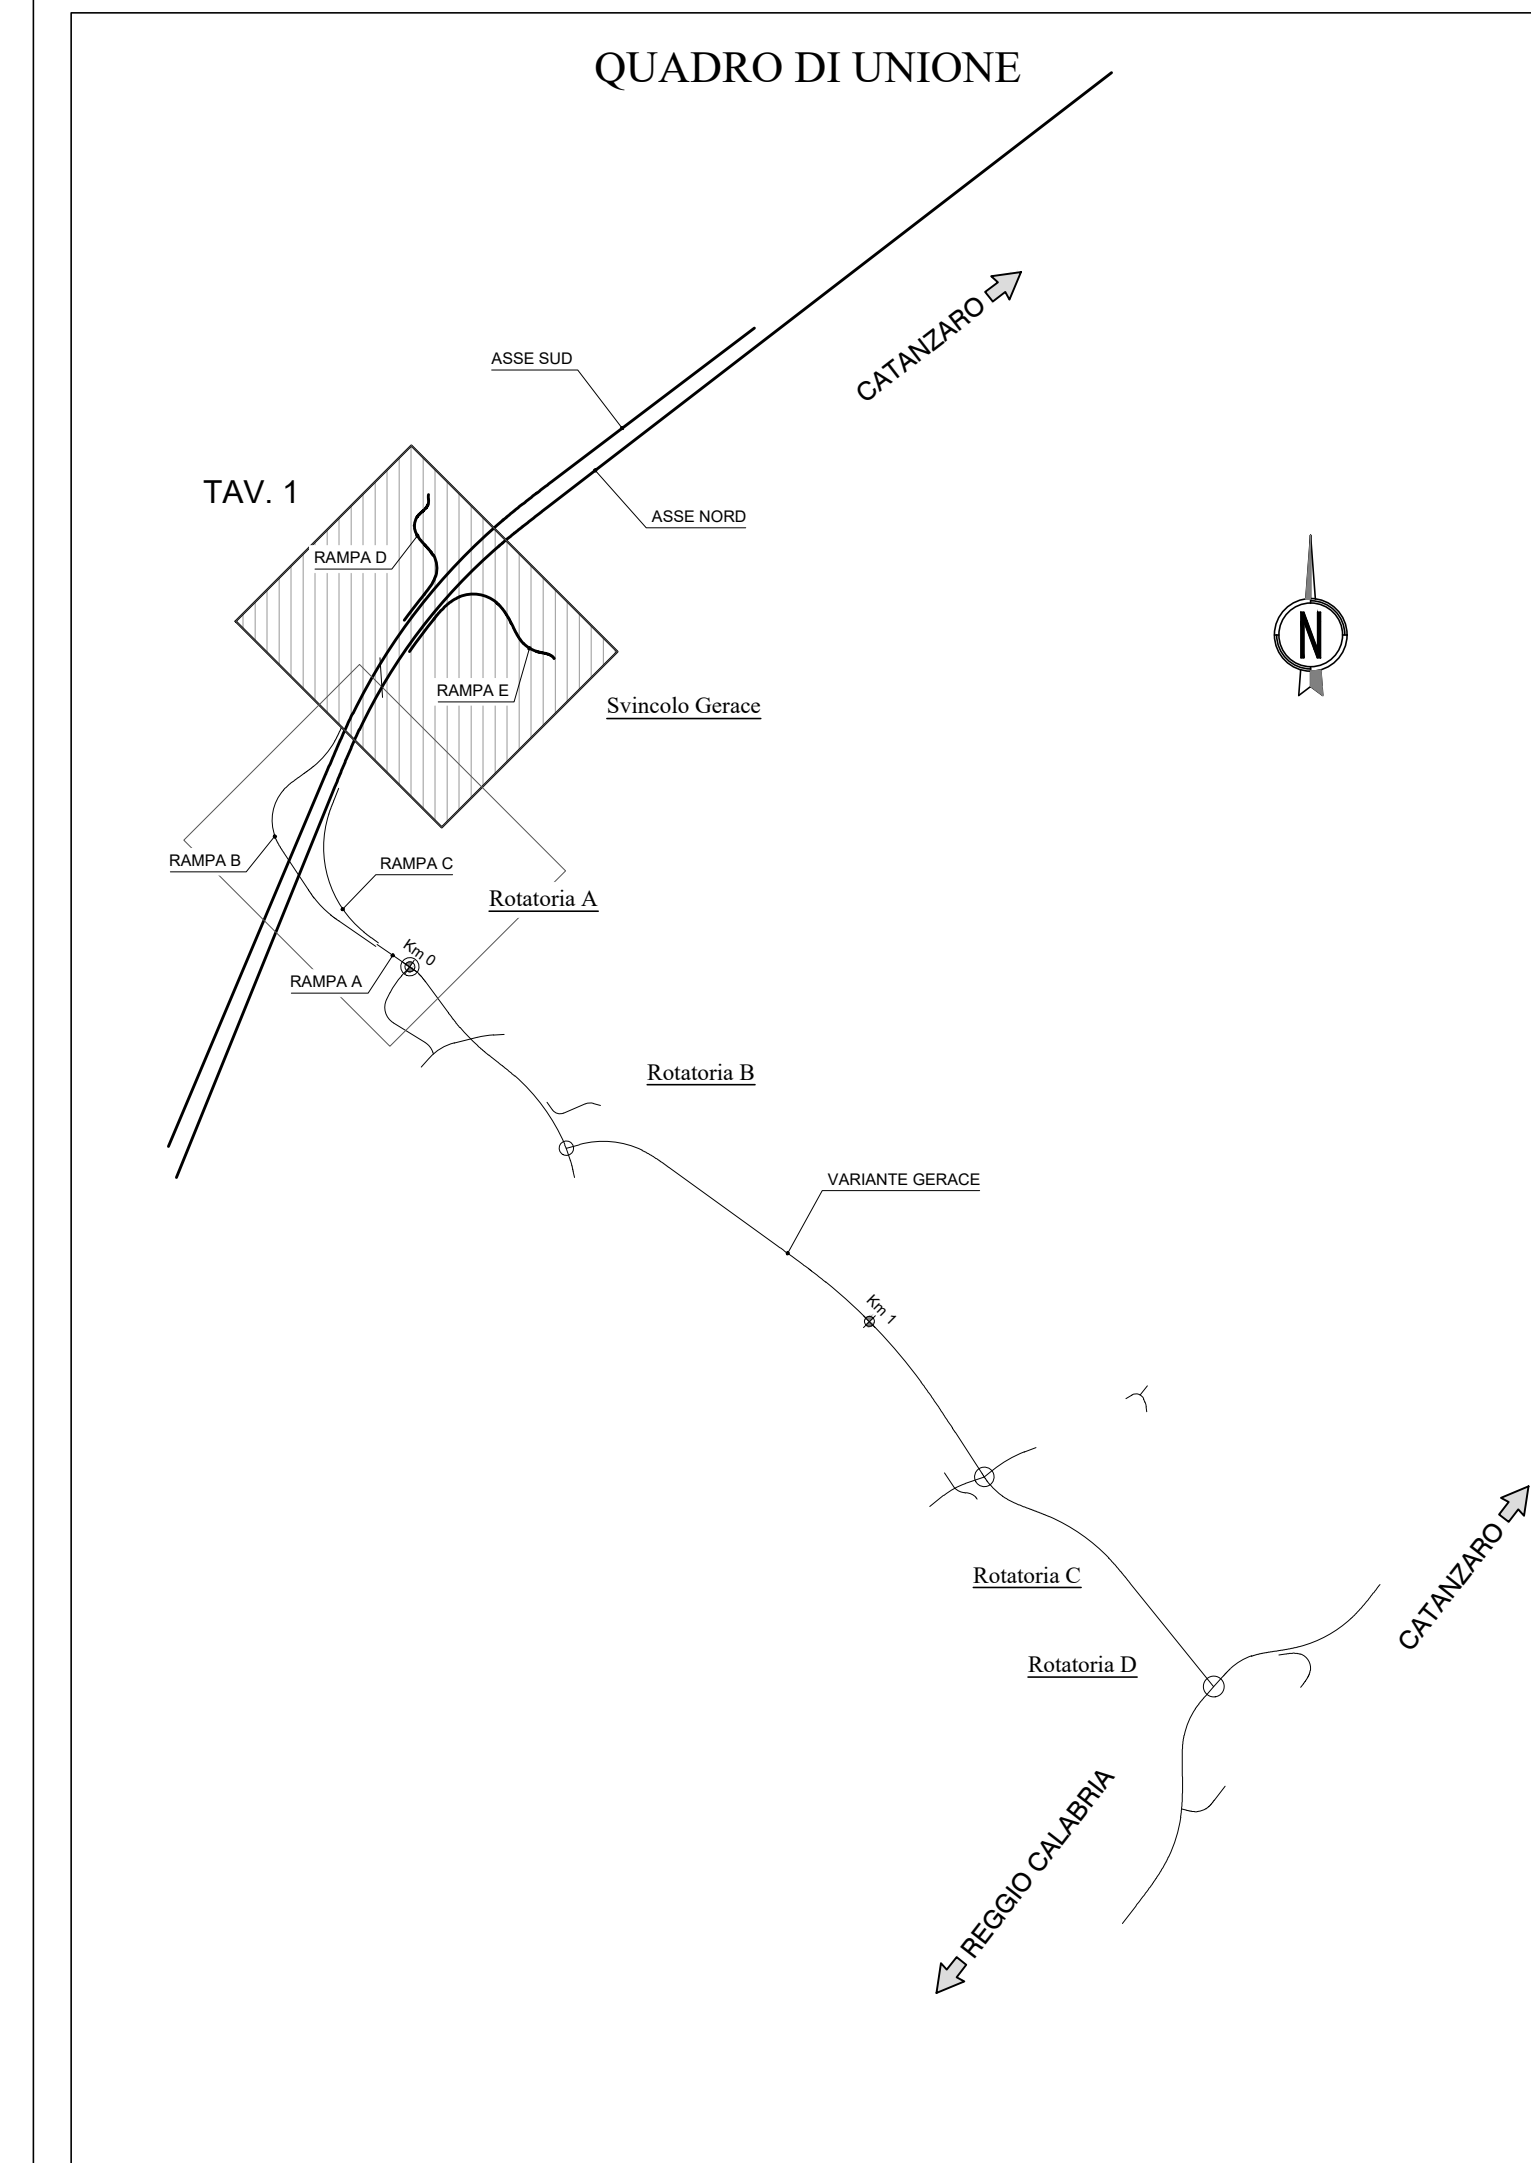 QUADRO DI UNIONE
CATANZARO
ASSE SUD
TAV. 1
ASSE NORD
RAMPA D
N
RAMPA E
Svincolo Gerace
RAMPA B
RAMPA C
Rotatoria A
Km 0
RAMPA A
Rotatoria B
VARIANTE GERACE
Km 1
Rotatoria C
CATANZARO
Rotatoria D
REGGIO CALABRIA